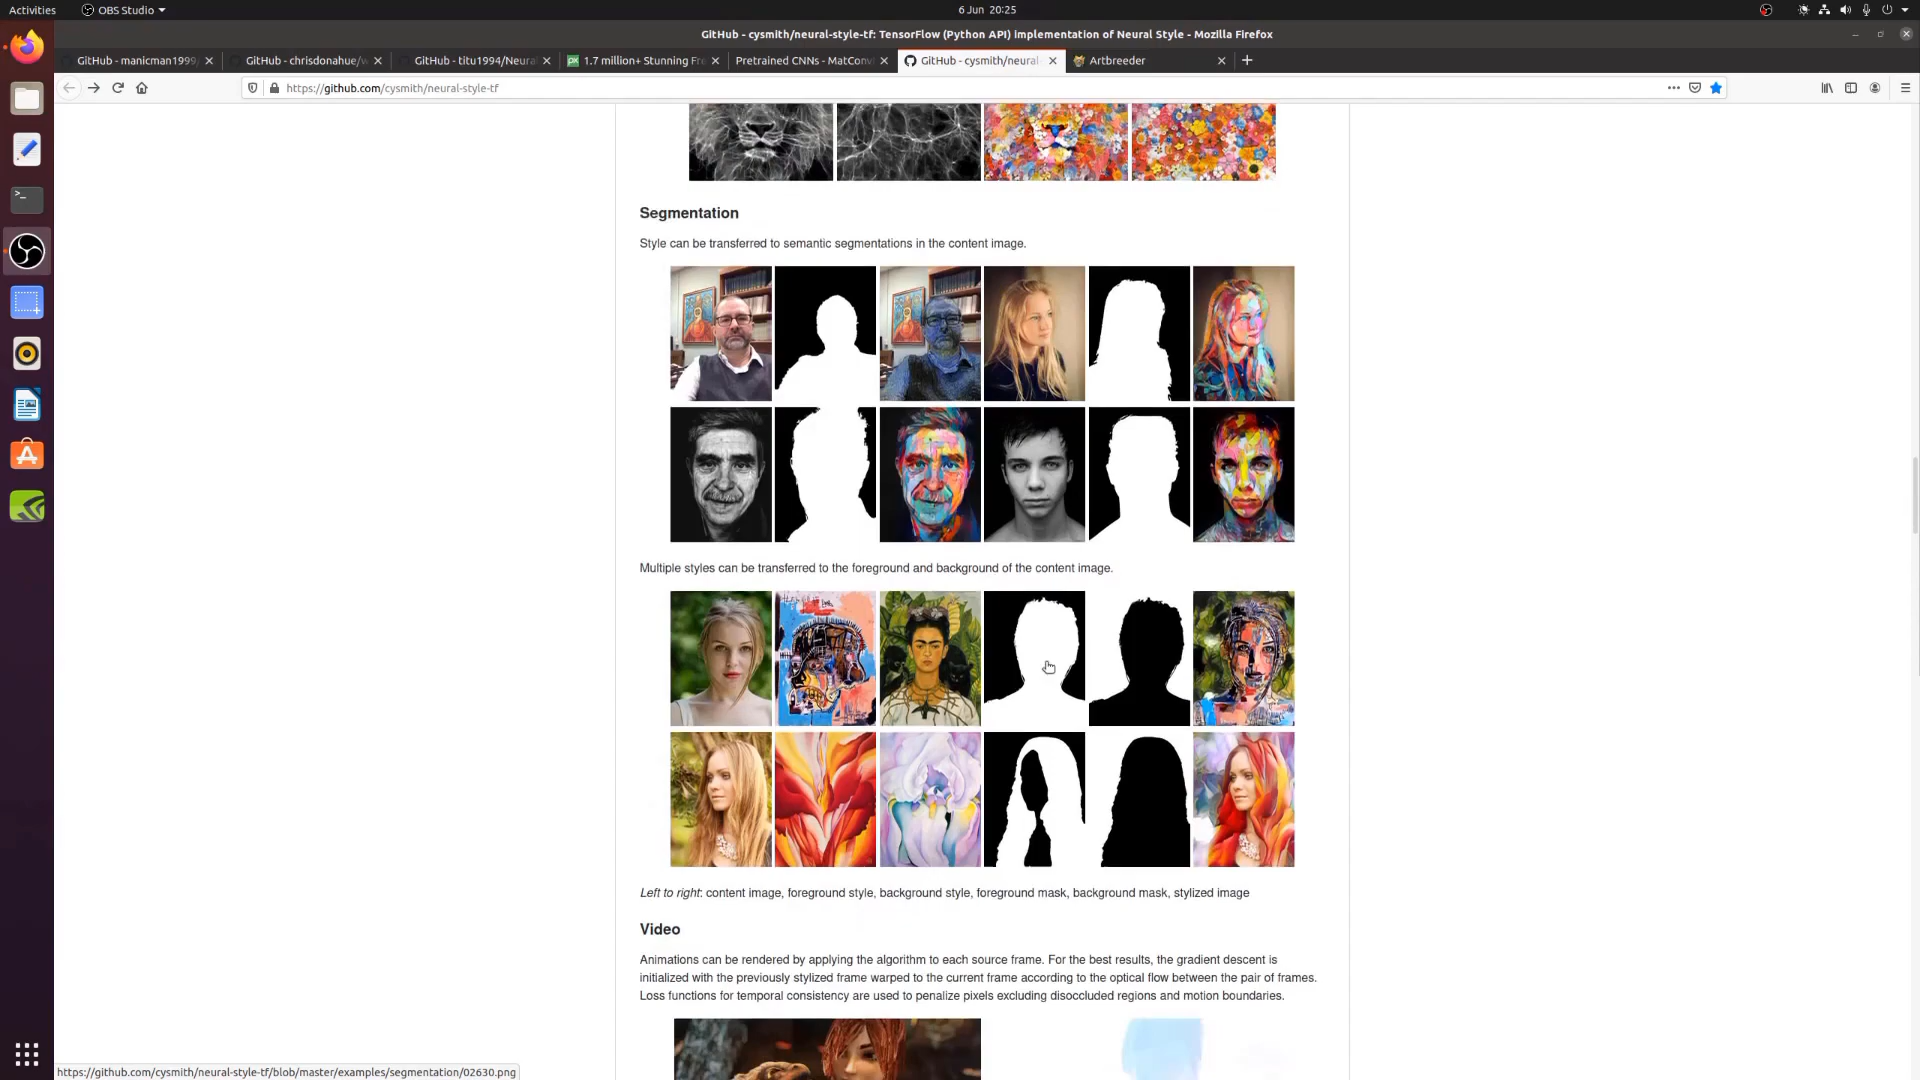 Activities
OBS Studio
6 Jun 20:25
GitHub - cysmith/neural-style-tf: TensorFlow (Python API) implementation of Neural Style - Mozilla Firefox
GitHub - manicman1999
GitHub - chrisdonahue/w
GitHub - titu1994/Neural
1.7 million+ Stunning Fre
Pretrained CNNs - MatConv
GitHub - cysmith/neural
Artbreeder
https://github.com/cysmith/neural-style-tf
Segmentation
Style can be transferred to semantic segmentations in the content image.
Multiple styles can be transferred to the foreground and background of the content image.
Left to right: content image, foreground style, background style, foreground mask, background mask, stylized image
Video
Animations can be rendered by applying the algorithm to each source frame. For the best results, the gradient descent is
initialized with the previously stylized frame warped to the current frame according to the optical flow between the pair of frames.
Loss functions for temporal consistency are used to penalize pixels excluding disoccluded regions and motion boundaries.
https://github.com/cysmith/neural-style-tf/blob/master/examples/segmentation/02630.png